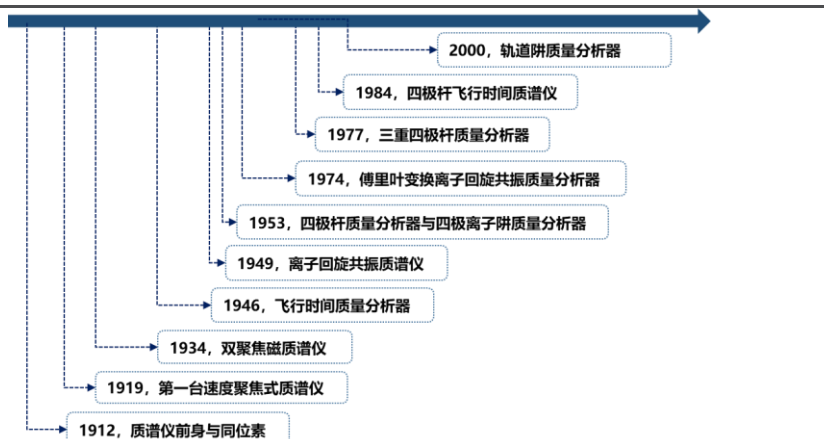 2000，轨道阱质量分析器
1984，四极杆飞行时间质谱仪
1977，三重四极杆质量分析器
1974，傅里叶变换离子回旋共振质量分析器
1953，四极杆质量分析器与四极离子阱质量分析器
1949，离子回旋共振质谱仪
1946，飞行时间质量分析器
1934，双聚焦磁质谱仪
1919，第一台速度聚焦式质谱仪
1912，质谱仪前身与同位素